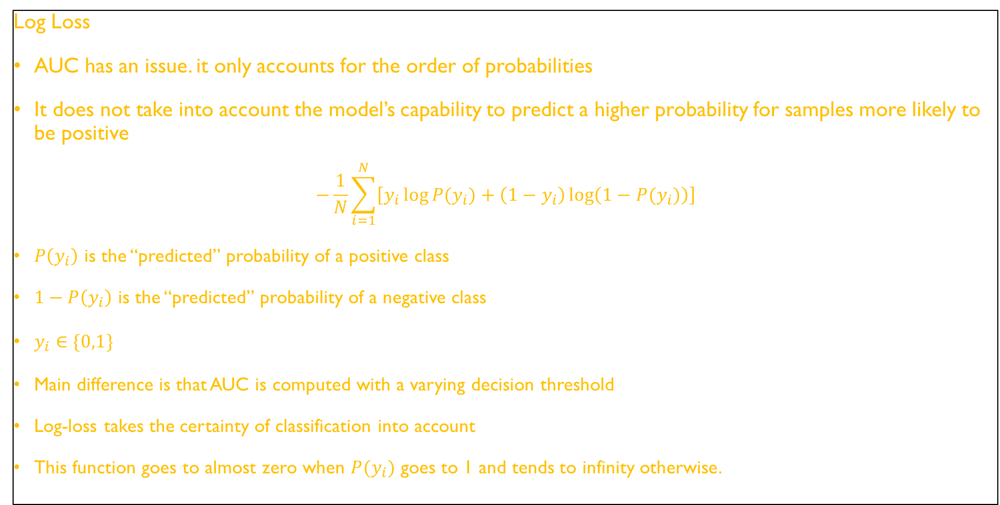 Log Loss
• AUC has an issue. it only accounts for the order of probabilities
• It does not take into account the model’s capability to predict a higher probability for samples more likely to
be positive
$-\frac{1}{N}\sum_{i=1}^{N}[y_i \log P(y_i) + (1 - y_i)\log(1 - P(y_i))]$
• $P(y_i)$ is the “predicted” probability of a positive class
• $1 - P(y_i)$ is the “predicted” probability of a negative class
• $y_i \in \{0,1\}$
• Main difference is that AUC is computed with a varying decision threshold
• Log-loss takes the certainty of classification into account
• This function goes to almost zero when $P(y_i)$ goes to 1 and tends to infinity otherwise.